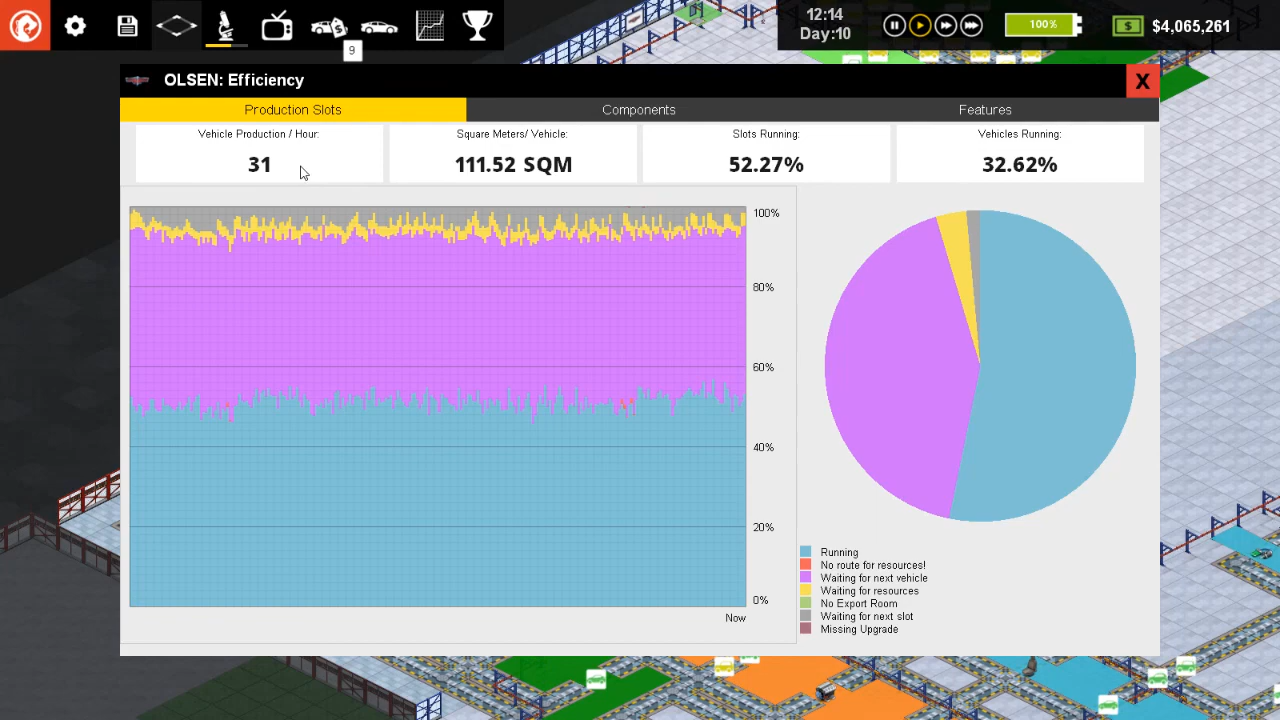 12:14
Day:10
100%
$4,065,261
9
OLSEN: Efficiency
X
Production Slots
Components
Features
Vehicle Production / Hour:
31
Square Meters/ Vehicle:
111.52 SQM
Slots Running:
52.27%
Vehicles Running:
32.62%
100%
80%
60%
40%
20%
0%
Now
Running
No route for resources!
Waiting for next vehicle
Waiting for resources
No Export Room
Waiting for next slot
Missing Upgrade